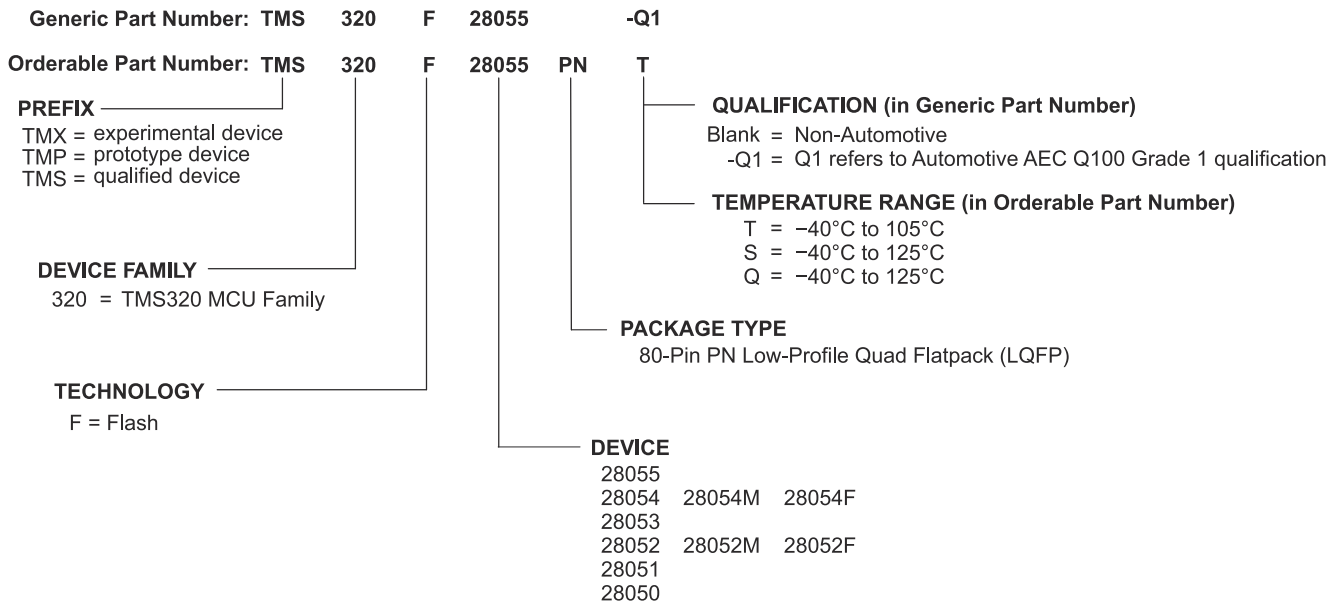 Generic Part Number: TMS 320 F 28055 -Q1
Orderable Part Number: TMS 320 F 28055 PN T
PREFIX
TMX = experimental device
TMP = prototype device
TMS = qualified device
QUALIFICATION (in Generic Part Number)
Blank = Non-Automotive
-Q1 = Q1 refers to Automotive AEC Q100 Grade 1 qualification
TEMPERATURE RANGE (in Orderable Part Number)
T = −40°C to 105°C
S = −40°C to 125°C
Q = −40°C to 125°C
DEVICE FAMILY
320 = TMS320 MCU Family
PACKAGE TYPE
80-Pin PN Low-Profile Quad Flatpack (LQFP)
TECHNOLOGY
F = Flash
DEVICE
28055
28054 28054M 28054F
28053
28052 28052M 28052F
28051
28050